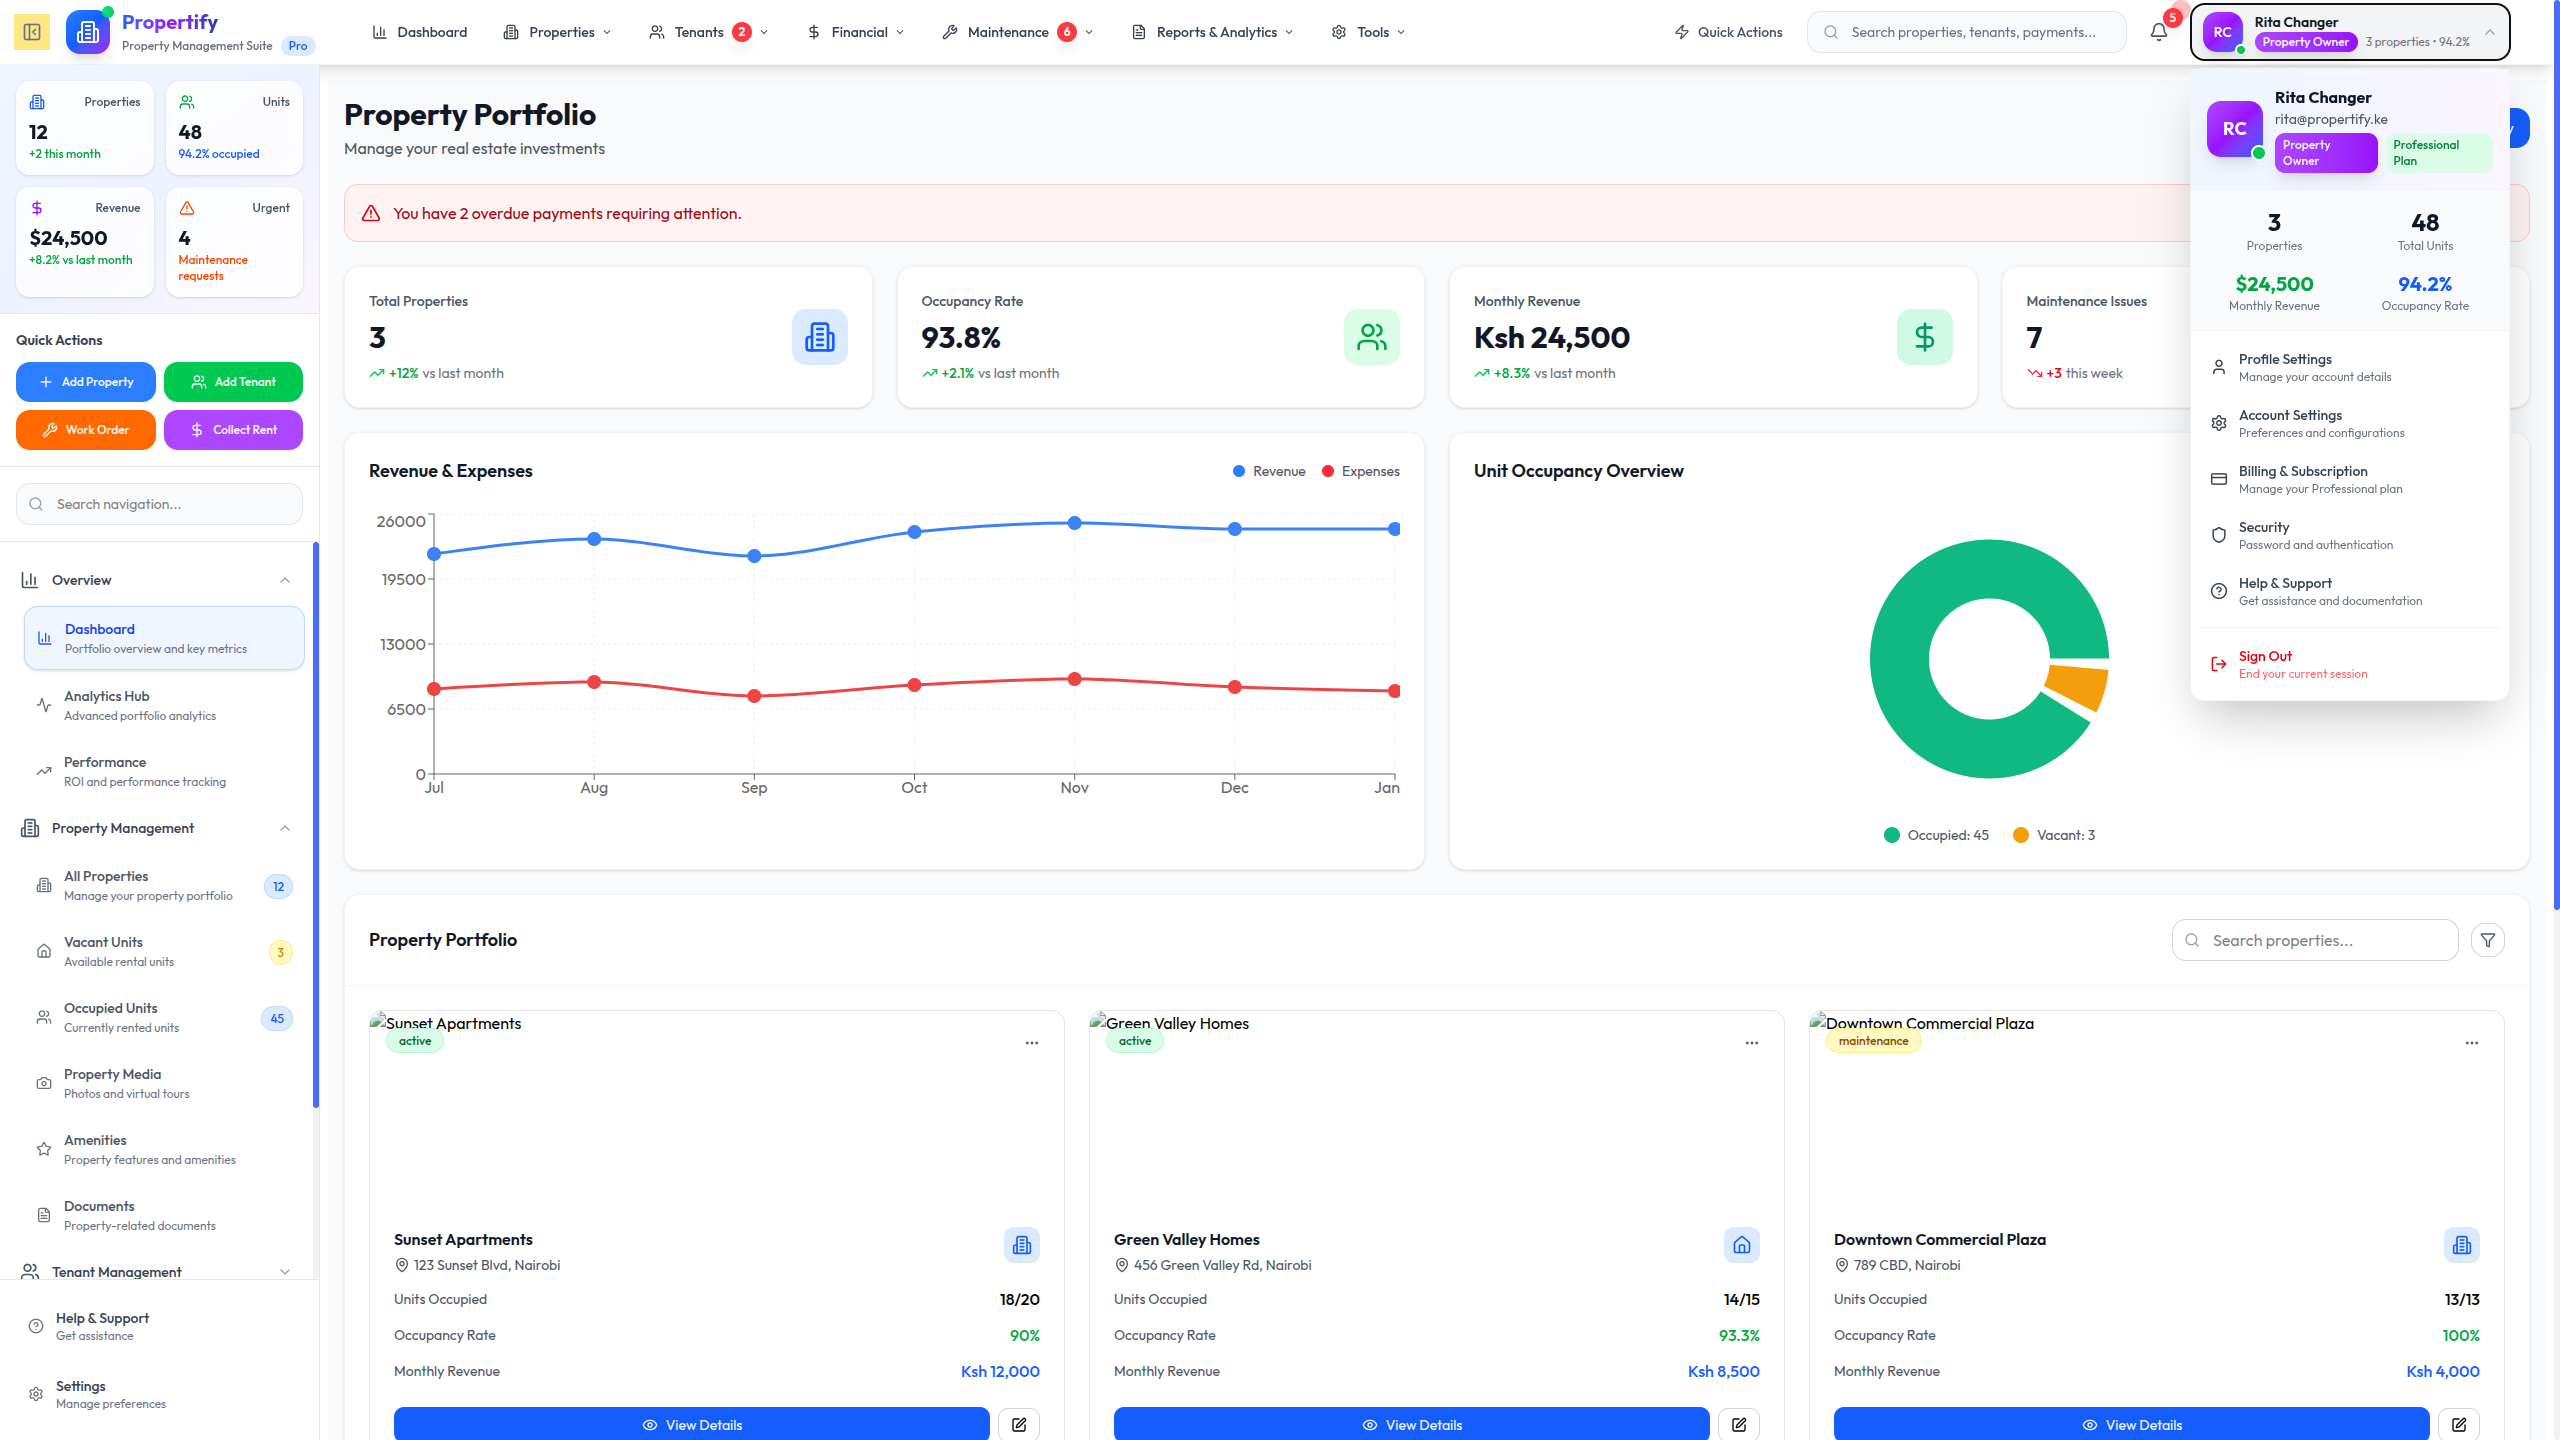 Propertify
Property Management Suite Pro
Dashboard
Properties
Tenants 2
Financial
Maintenance 6
Reports & Analytics
Tools
Quick Actions
Search properties, tenants, payments...
5
RC
Rita Changer
Property Owner 3 properties • 94.2%
Properties
12
+2 this month
Units
48
94.2% occupied
Revenue
$24,500
+8.2% vs last month
Urgent
4
Maintenance
requests
Quick Actions
Add Property
Add Tenant
Work Order
Collect Rent
Search navigation...
Overview
Dashboard
Portfolio overview and key metrics
Analytics Hub
Advanced portfolio analytics
Performance
ROI and performance tracking
Property Management
All Properties
Manage your property portfolio
12
Vacant Units
Available rental units
3
Occupied Units
Currently rented units
45
Property Media
Photos and virtual tours
Amenities
Property features and amenities
Documents
Property-related documents
Tenant Management
Help & Support
Get assistance
Settings
Manage preferences
Property Portfolio
Manage your real estate investments
You have 2 overdue payments requiring attention.
Total Properties
3
+12% vs last month
Occupancy Rate
93.8%
+2.1% vs last month
Monthly Revenue
Ksh 24,500
+8.3% vs last month
Maintenance Issues
7
+3 this week
Revenue & Expenses
Revenue
Expenses
26000
19500
13000
6500
0
Jul
Aug
Sep
Oct
Nov
Dec
Jan
Unit Occupancy Overview
Occupied: 45
Vacant: 3
RC
Rita Changer
rita@propertify.ke
Property
Owner
Professional
Plan
3
Properties
48
Total Units
$24,500
Monthly Revenue
94.2%
Occupancy Rate
Profile Settings
Manage your account details
Account Settings
Preferences and configurations
Billing & Subscription
Manage your Professional plan
Security
Password and authentication
Help & Support
Get assistance and documentation
Sign Out
End your current session
Property Portfolio
Search properties...
Sunset Apartments
active
Sunset Apartments
123 Sunset Blvd, Nairobi
Units Occupied 18/20
Occupancy Rate 90%
Monthly Revenue Ksh 12,000
View Details
Green Valley Homes
active
Green Valley Homes
456 Green Valley Rd, Nairobi
Units Occupied 14/15
Occupancy Rate 93.3%
Monthly Revenue Ksh 8,500
View Details
Downtown Commercial Plaza
maintenance
Downtown Commercial Plaza
789 CBD, Nairobi
Units Occupied 13/13
Occupancy Rate 100%
Monthly Revenue Ksh 4,000
View Details